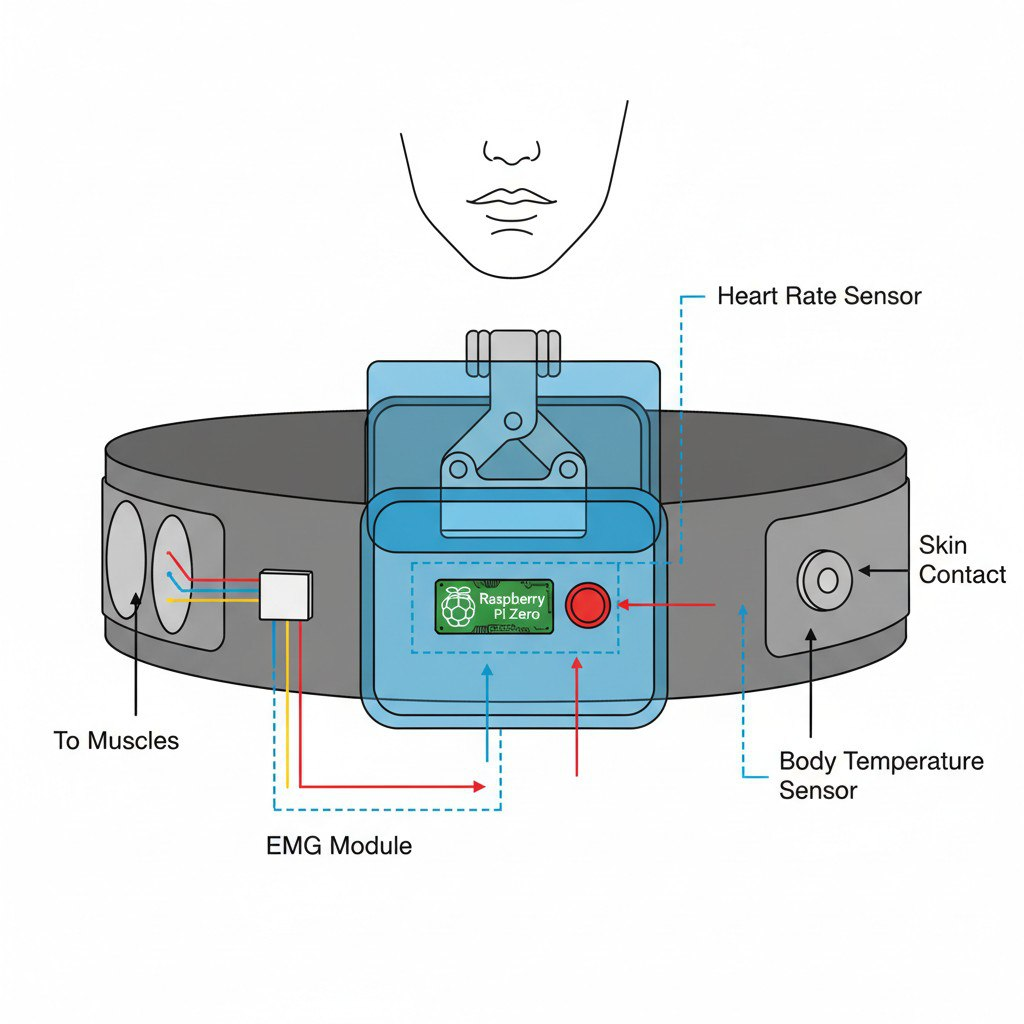 Heart Rate Sensor
Raspberry
Pi Zero
Skin
Contact
To Muscles
Body Temperature
Sensor
EMG Module